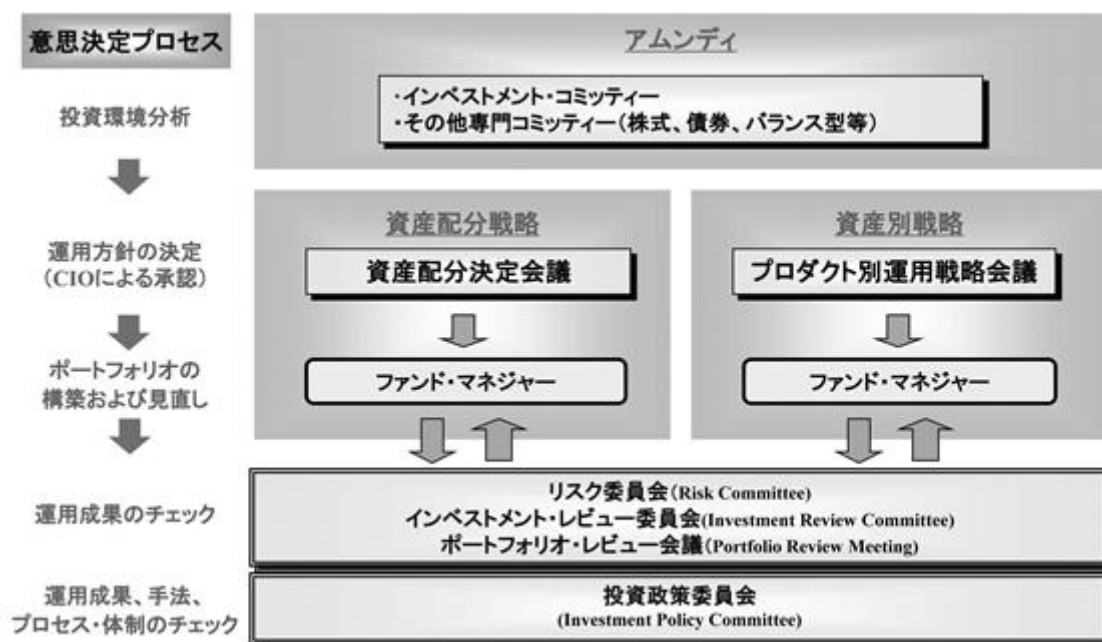 意思決定プロセス
アムンディ
・インベストメント・コミッティー
・その他専門コミッティー(株式、債券、バランス型等)
投資環境分析
資産配分戦略
資産別戦略
運用方針の決定
(CIOによる承認)
資産配分決定会議
プロダクト別運用戦略会議
ポートフォリオの
構築および見直し
ファンド・マネジャー
ファンド・マネジャー
運用成果のチェック
リスク委員会(Risk Committee)
インベストメント・レビュー委員会(Investment Review Committee)
ポートフォリオ・レビュー会議(Portfolio Review Meeting)
運用成果、手法、
プロセス・体制のチェック
投資政策委員会
(Investment Policy Committee)